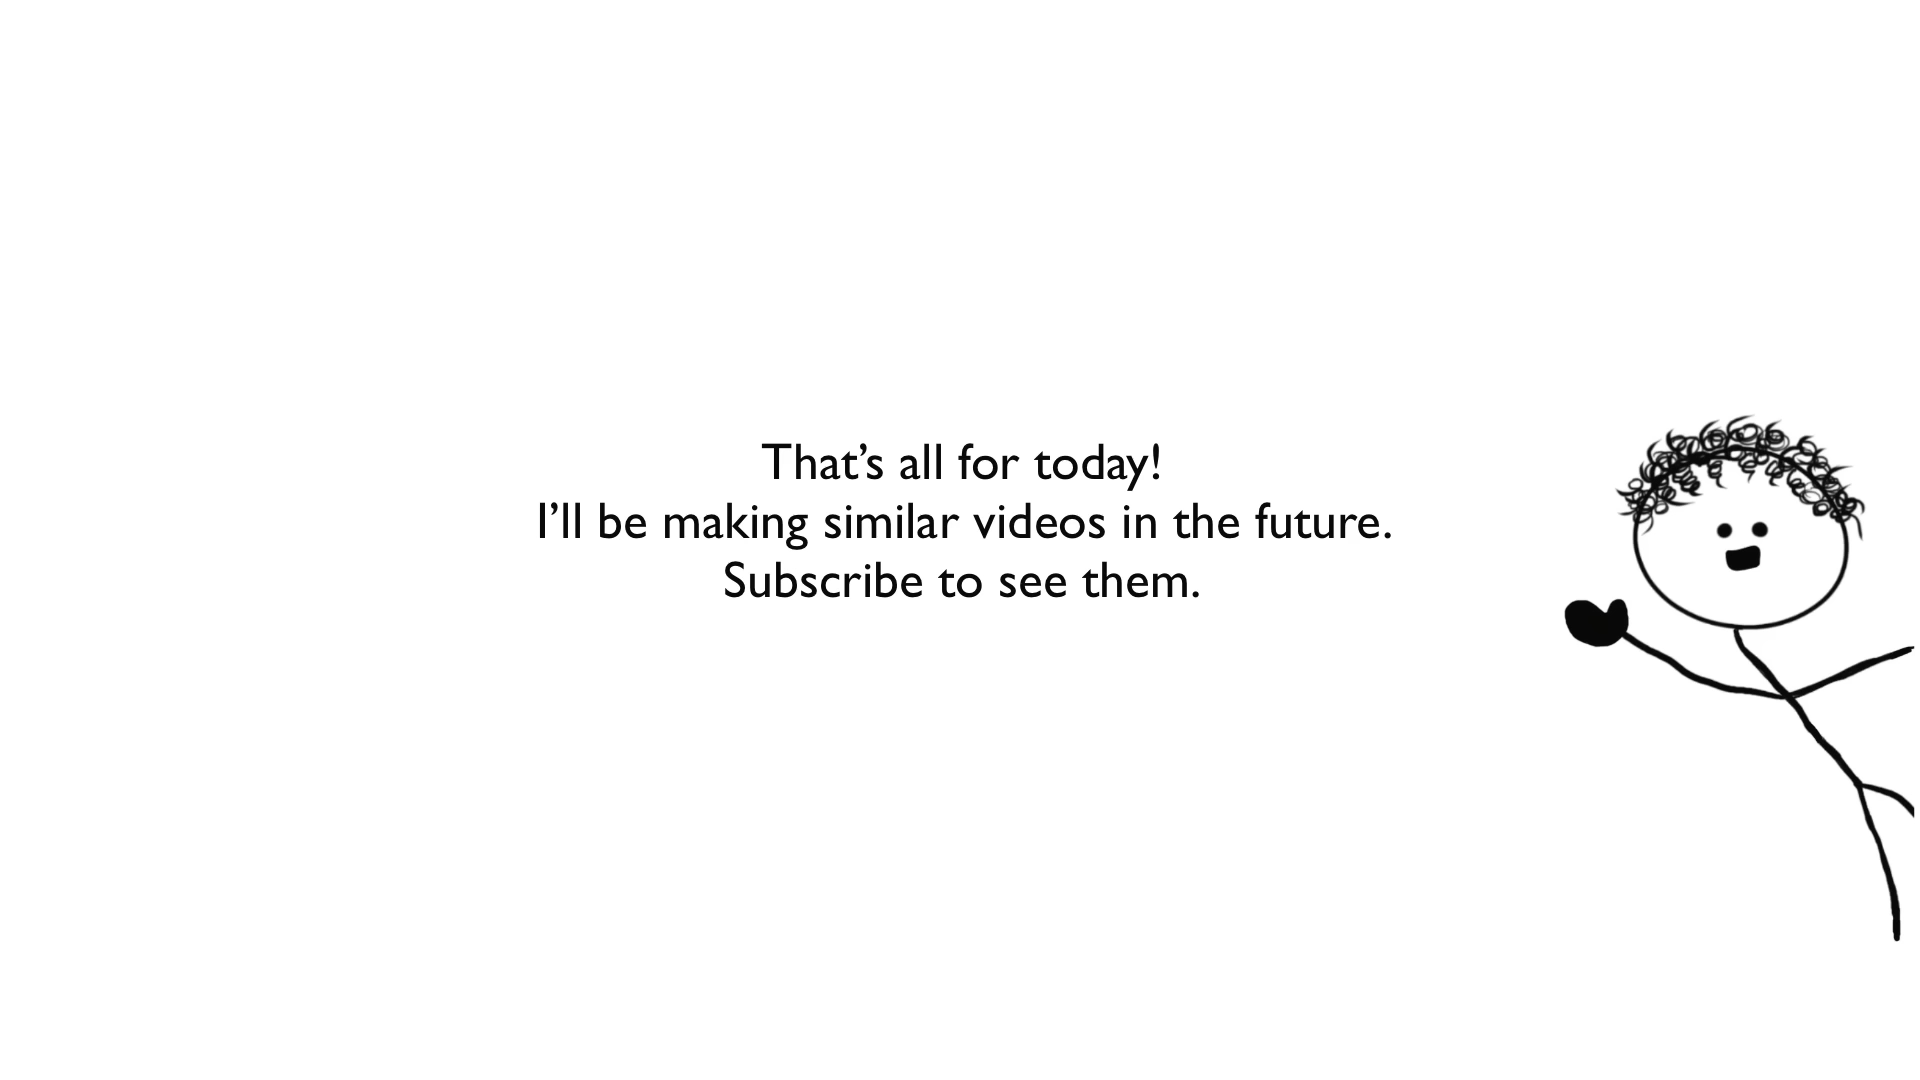 That’s all for today!
I’ll be making similar videos in the future.
Subscribe to see them.